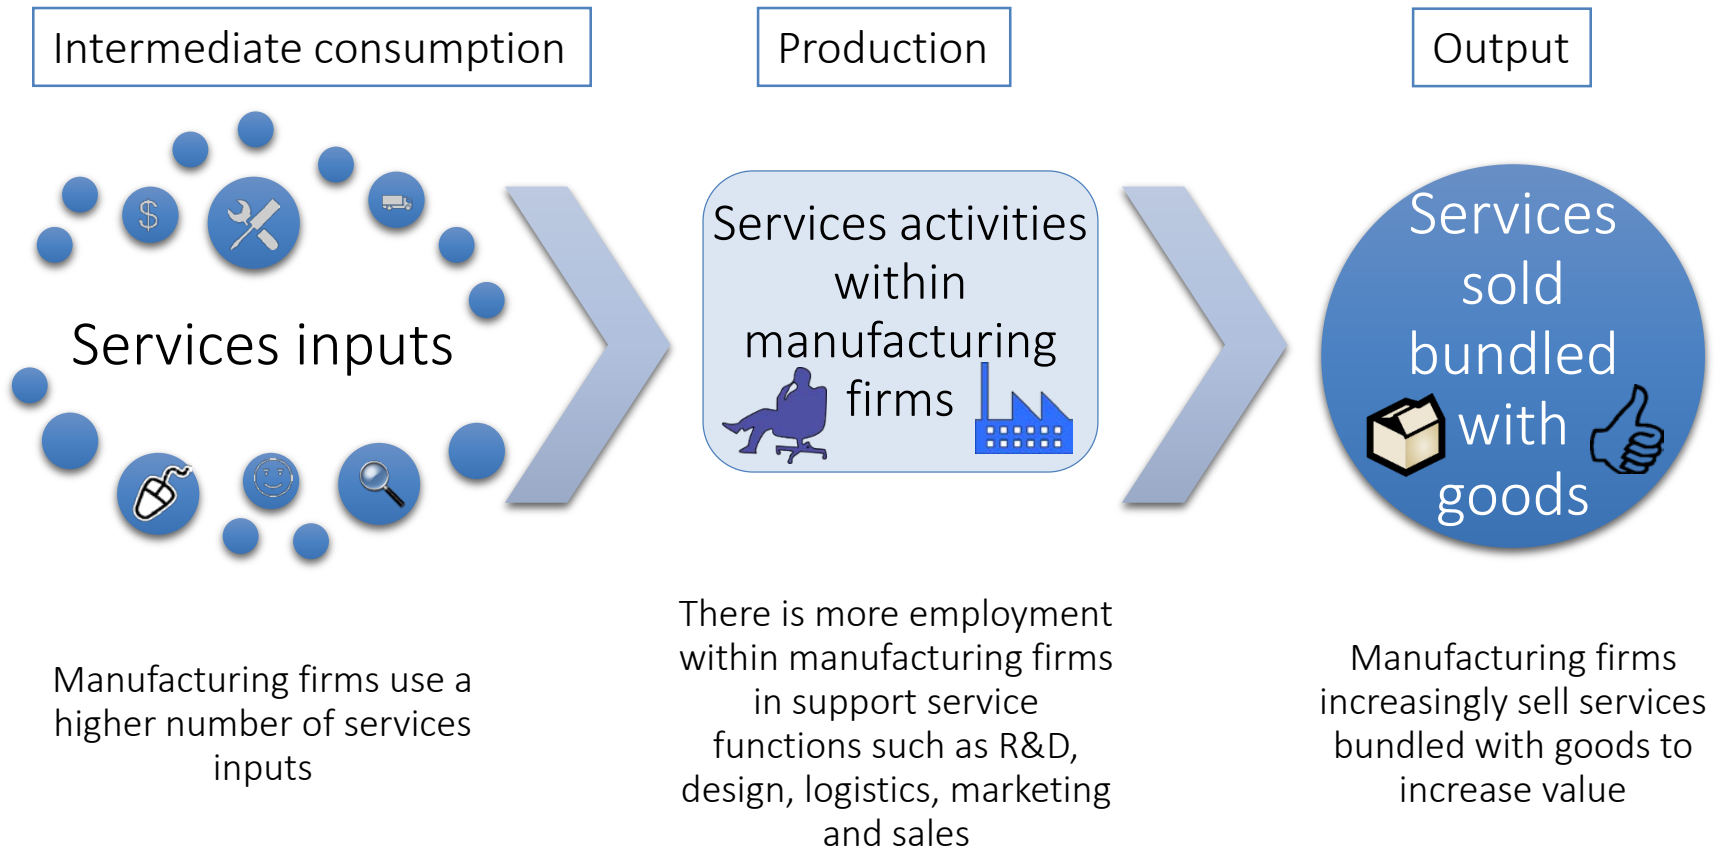 Intermediate consumption
Production
Output
$
Services inputs
Services activities
within
manufacturing
firms
Services
sold
bundled
with
goods
Manufacturing firms use a
higher number of services
inputs
There is more employment
within manufacturing firms
in support service
functions such as R&D,
design, logistics, marketing
and sales
Manufacturing firms
increasingly sell services
bundled with goods to
increase value